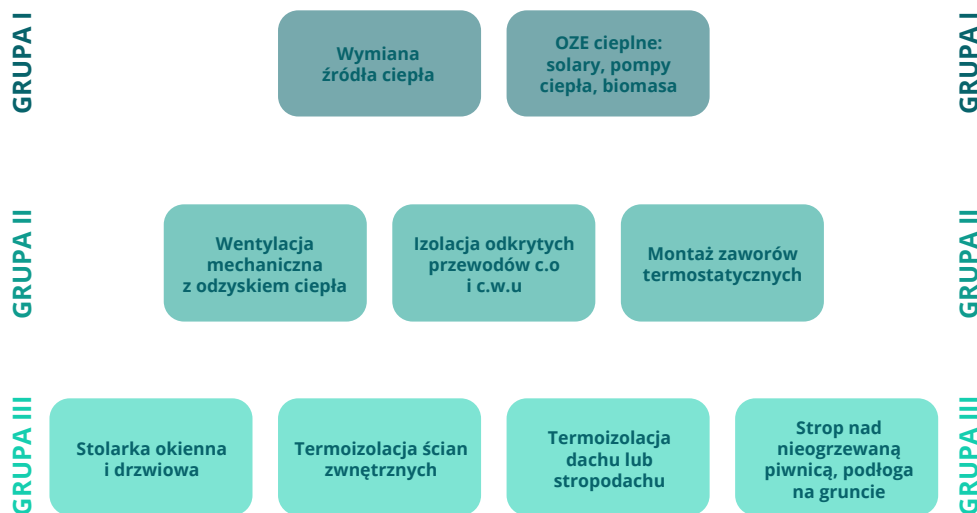 GRUPA I
Wymiana
źródła ciepła
OZE cieplne:
solary, pompy
ciepła, biomasa
GRUPA I
GRUPA II
Wentylacja
mechaniczna
z odzyskiem ciepła
Izolacja odkrytych
przewodów c.o
i c.w.u
Montaż zaworów
termostatycznych
GRUPA II
GRUPA III
Stolarka okienna
i drzwiowa
Termoizolacja ścian
zwnętrznych
Termoizolacja
dachu lub
stropodachu
Strop nad
nieogrzewaną
piwnicą, podłoga
na gruncie
GRUPA III